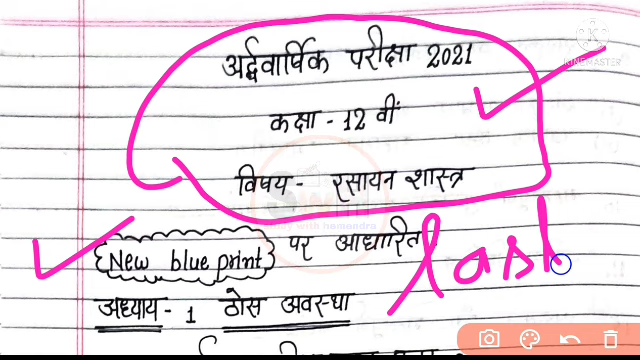 अर्द्धवार्षिक परीक्षा 2021
कक्षा - 12 वीं
विषय - रसायन शास्त्र
New blue print पर आधारित
last
अध्याय - 1 ठोस अवस्था
KINEMASTER